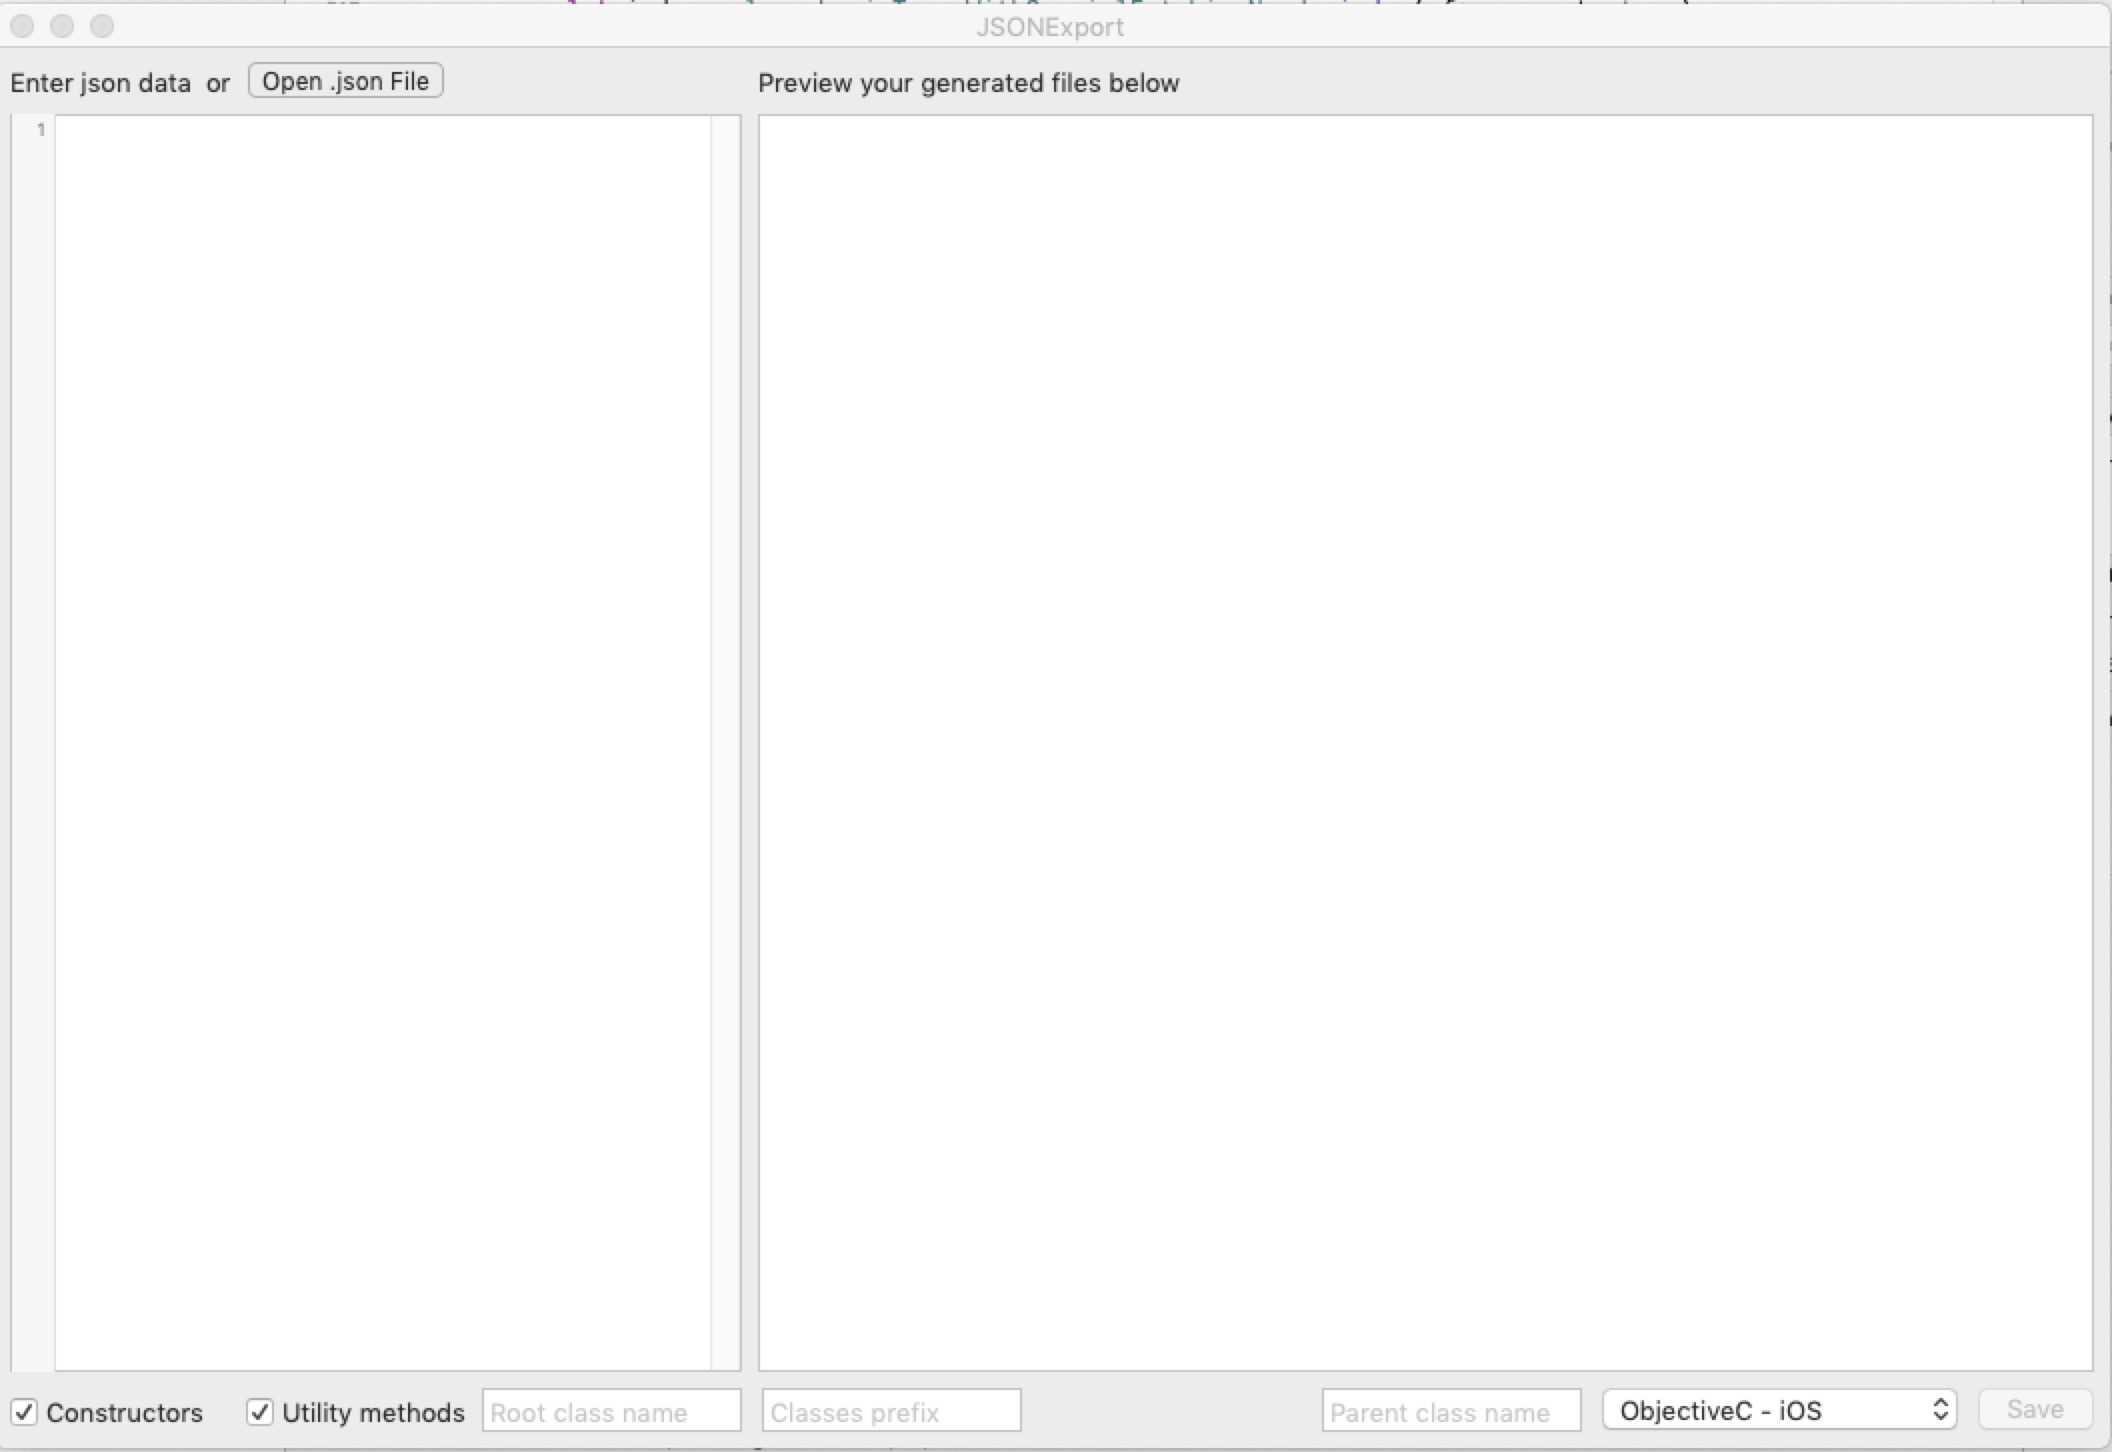 JSONExport
Enter json data or Open .json File
Preview your generated files below
1
Constructors
Utility methods
Root class name
Classes prefix
Parent class name
ObjectiveC - iOS
Save